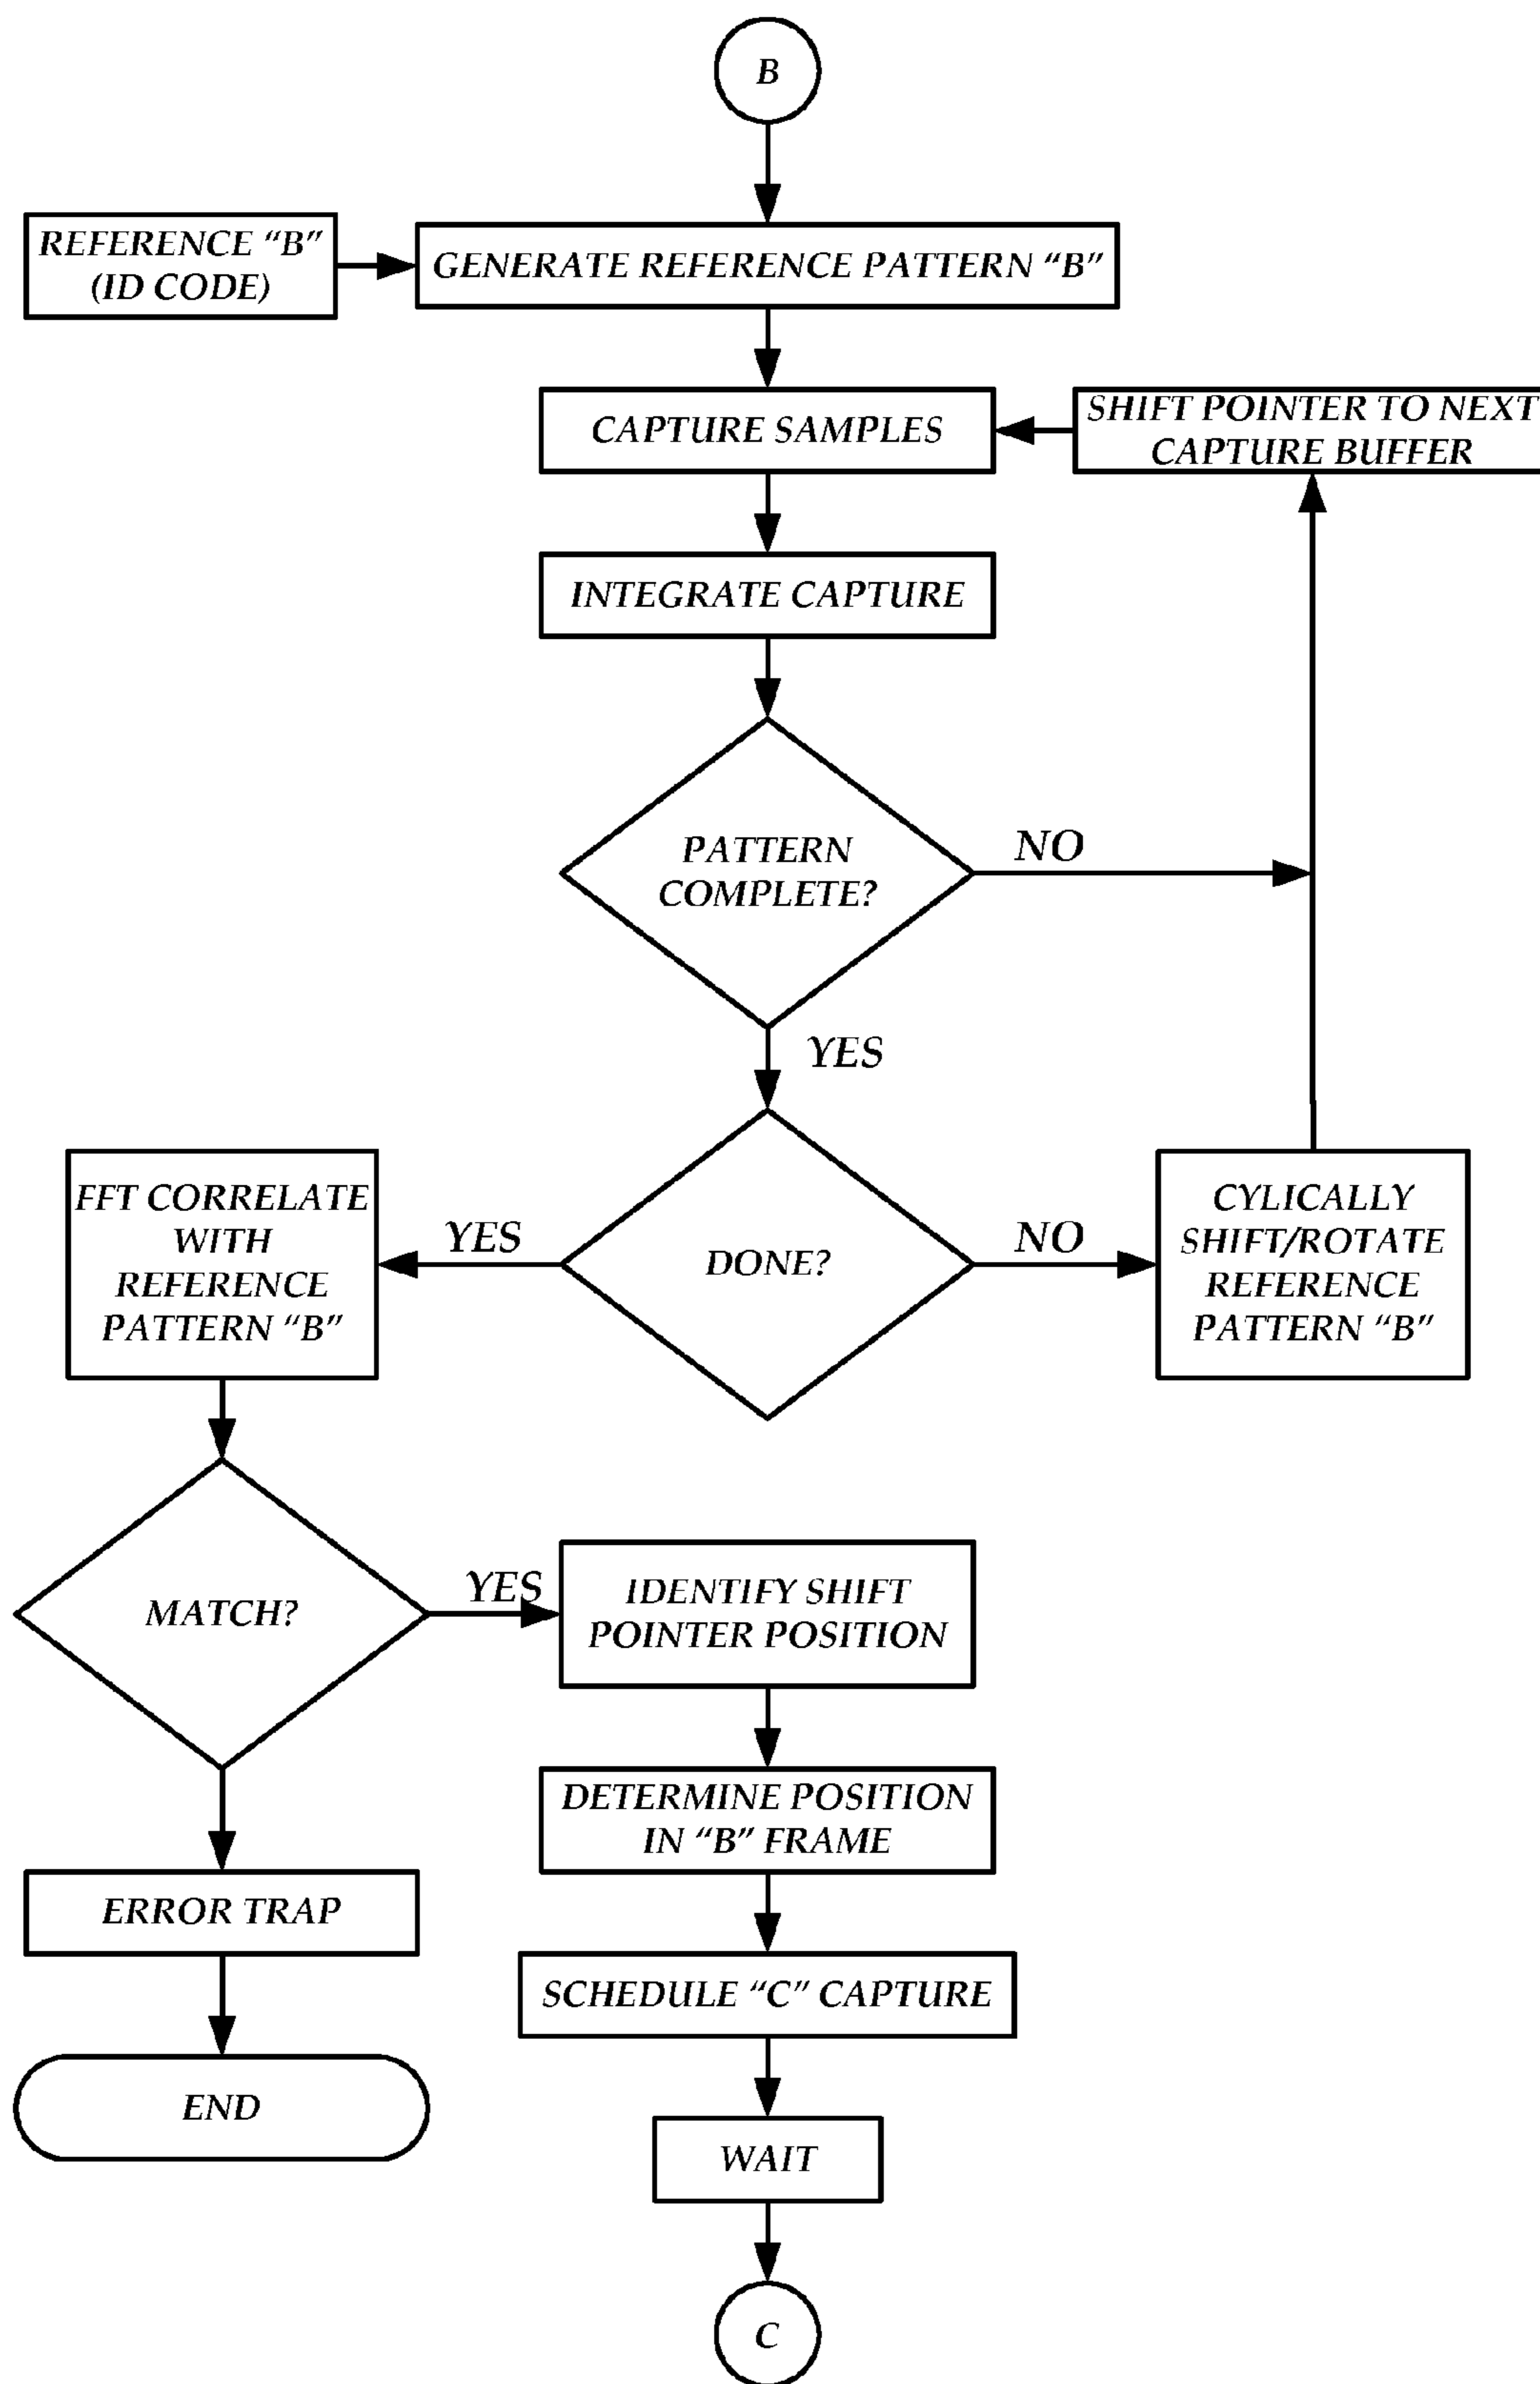 B
REFERENCE “B”
(ID CODE)
GENERATE REFERENCE PATTERN “B”
CAPTURE SAMPLES
SHIFT POINTER TO NEXT
CAPTURE BUFFER
INTEGRATE CAPTURE
PATTERN
COMPLETE?
NO
YES
FFT CORRELATE
WITH
REFERENCE
PATTERN “B”
YES
DONE?
NO
CYLICALLY
SHIFT/ROTATE
REFERENCE
PATTERN “B”
MATCH?
YES
IDENTIFY SHIFT
POINTER POSITION
DETERMINE POSITION
IN “B” FRAME
ERROR TRAP
SCHEDULE “C” CAPTURE
END
WAIT
C